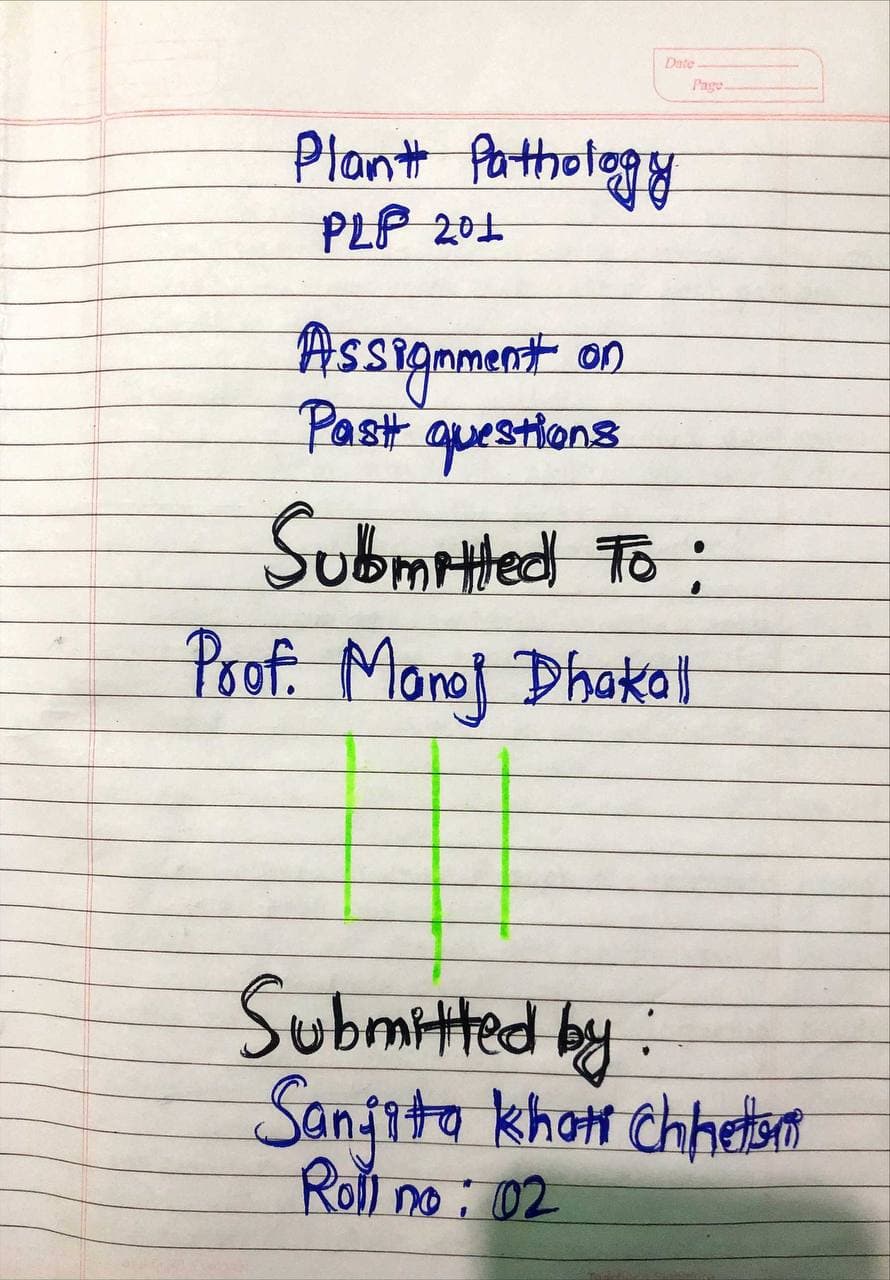 Date
Page
Plant Pathology
PLP 201
Assignment on
Past questions
Submitted To :
Prof. Manoj Dhakal
Submitted by :
Sanjita Khati Chhetri
Roll no : 02